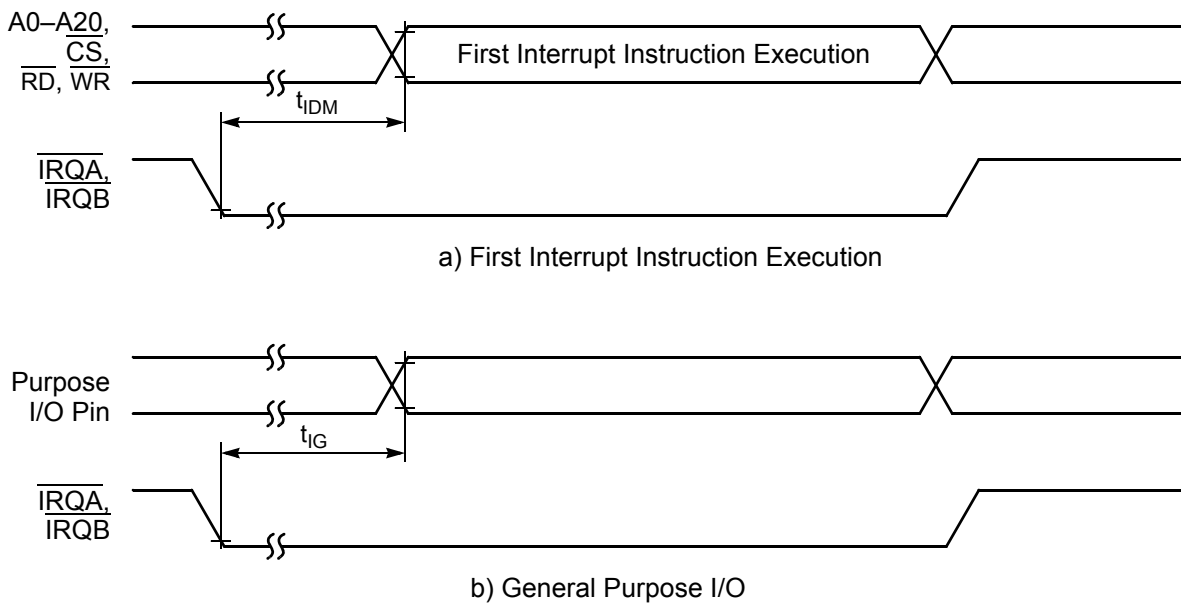 A0–A20,
CS,
RD, WR
First Interrupt Instruction Execution
tIDM
IRQA,
IRQB
a) First Interrupt Instruction Execution
Purpose
I/O Pin
tIG
IRQA,
IRQB
b) General Purpose I/O